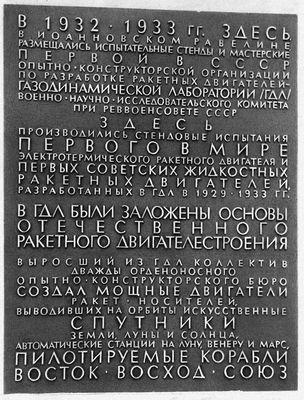 В 1932-1933 гг. ЗДЕСЬ
В ИОАННОВСКОМ РАВЕЛИНЕ
РАЗМЕЩАЛИСЬ ИСПЫТАТЕЛЬНЫЕ СТЕНДЫ И МАСТЕРСКИЕ
ПЕРВОЙ В СССР
ОПЫТНО-КОНСТРУКТОРСКОЙ ОРГАНИЗАЦИИ
ПО РАЗРАБОТКЕ РАКЕТНЫХ ДВИГАТЕЛЕЙ-
ГАЗОДИНАМИЧЕСКОЙ ЛАБОРАТОРИИ /ГДЛ/
ВОЕННО-НАУЧНО-ИССЛЕДОВАТЕЛЬСКОГО КОМИТЕТА
ПРИ РЕВВОЕНСОВЕТЕ СССР
ЗДЕСЬ
ПРОИЗВОДИЛИСЬ СТЕНДОВЫЕ ИСПЫТАНИЯ
ПЕРВОГО В МИРЕ
ЭЛЕКТРОТЕРМИЧЕСКОГО РАКЕТНОГО ДВИГАТЕЛЯ И
ПЕРВЫХ СОВЕТСКИХ ЖИДКОСТНЫХ
РАКЕТНЫХ ДВИГАТЕЛЕЙ,
РАЗРАБОТАННЫХ В ГДЛ В 1929-1933 ГГ.
В ГДЛ БЫЛИ ЗАЛОЖЕНЫ ОСНОВЫ
ОТЕЧЕСТВЕННОГО
РАКЕТНОГО ДВИГАТЕЛЕСТРОЕНИЯ
ВЫРОСШИЙ ИЗ ГДЛ КОЛЛЕКТИВ
ДВАЖДЫ ОРДЕНОНОСНОГО
ОПЫТНО-КОНСТРУКТОРСКОГО БЮРО
СОЗДАЛ МОЩНЫЕ ДВИГАТЕЛИ
РАКЕТ-НОСИТЕЛЕЙ,
ВЫВОДИВШИХ НА ОРБИТЫ ИСКУССТВЕННЫЕ
СПУТНИКИ
ЗЕМЛИ, ЛУНЫ И СОЛНЦА,
АВТОМАТИЧЕСКИЕ СТАНЦИИ НА ЛУНУ, ВЕНЕРУ И МАРС,
ПИЛОТИРУЕМЫЕ КОРАБЛИ
ВОСТОК-ВОСХОД-СОЮЗ